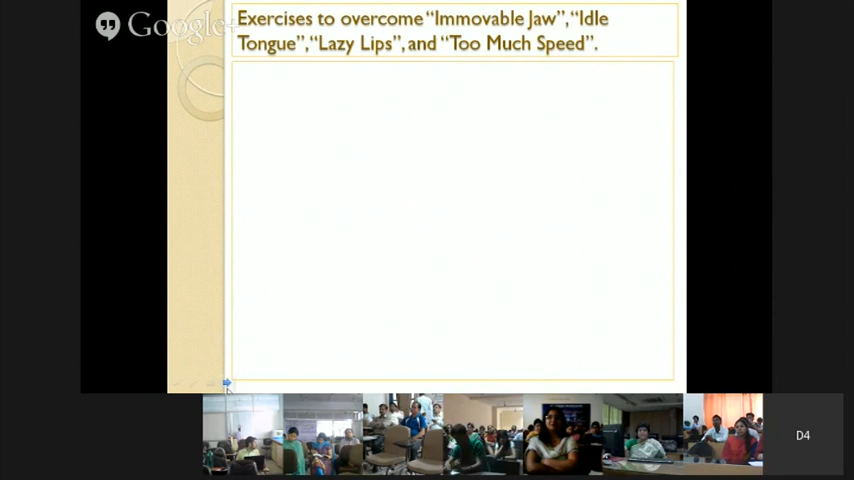 Google+
Exercises to overcome “Immovable Jaw”, “Idle
Tongue”, “Lazy Lips”, and “Too Much Speed”.
D4